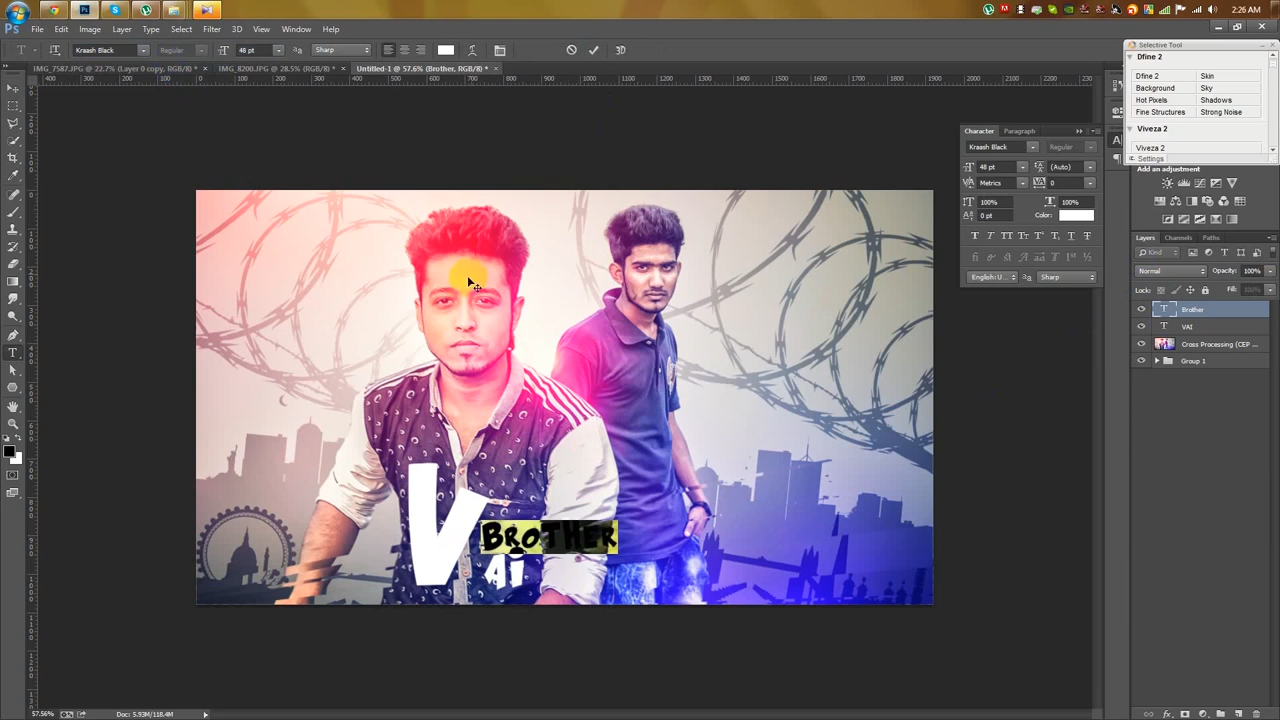 2:26 AM
Ps File Edit Image Layer Type Select Filter 3D View Window Help
Kraash Black Regular 48 pt Sharp 3D
IMG_7587.JPG @ 22.7% (Layer 0 copy, RGB/8) * × IMG_8200.JPG @ 28.5% (RGB/8) * × Untitled-1 @ 57.6% (Brother, RGB/8) * ×
Selective Tool
Dfine 2
Dfine 2 Skin
Background Sky
Hot Pixels Shadows
Fine Structures Strong Noise
Viveza 2
Viveza 2
Settings
Add an adjustment
Character Paragraph
Kraash Black Regular
48 pt (Auto)
Metrics 0
100% 100%
0 pt Color:
English: U... Sharp
Layers Channels Paths
Kind
Normal Opacity: 100%
Lock: Fill: 100%
Brother
VAI
Cross Processing (CEP ...
Group 1
BROTHER
VAi
57.56% Doc: 5.93M/118.4M